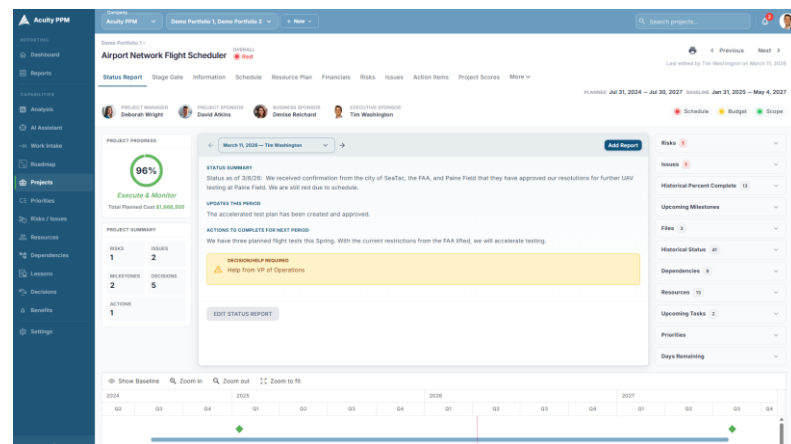 Acuity PPM
Company
Acuity PPM
Demo Portfolio 1, Demo Portfolio 2
+ New
Search projects...
REPORTING
Dashboard
Reports
CAPABILITIES
Analysis
AI Assistant
Work Intake
Roadmap
Projects
Priorities
Risks / Issues
Resources
Dependencies
Lessons
Decisions
Benefits
Settings
Demo Portfolio 1 ›
Airport Network Flight Scheduler
OVERALL
Red
Previous Next
Last edited by Tim Washington on March 11, 2026
Status Report Stage Gate Information Schedule Resource Plan Financials Risks Issues Action Items Project Scores More
PLANNED Jul 31, 2024 — Jul 30, 2027 BASELINE Jan 31, 2025 — May 4, 2027
PROJECT MANAGER
Deborah Wright
PROJECT SPONSOR
David Atkins
BUSINESS SPONSOR
Denise Reichard
EXECUTIVE SPONSOR
Tim Washington
Schedule Budget Scope
PROJECT PROGRESS
96%
Execute & Monitor
Total Planned Cost $1,668,505
PROJECT SUMMARY
RISKS ISSUES
1 2
MILESTONES DECISIONS
2 5
ACTIONS
1
March 11, 2026 — Tim Washington
Add Report
STATUS SUMMARY
Status as of 3/6/26: We received confirmation from the city of SeaTac, the FAA, and Paine Field that they have approved our resolutions for further UAV
testing at Paine Field. We are still red due to schedule.
UPDATES THIS PERIOD
The accelerated test plan has been created and approved.
ACTIONS TO COMPLETE FOR NEXT PERIOD
We have three planned flight tests this Spring. With the current restrictions from the FAA lifted, we will accelerate testing.
DECISION/HELP REQUIRED
Help from VP of Operations
EDIT STATUS REPORT
Risks 1
Issues 1
Historical Percent Complete 13
Upcoming Milestones
Files 2
Historical Status 41
Dependencies 9
Resources 13
Upcoming Tasks 2
Priorities
Days Remaining
Show Baseline Zoom in Zoom out Zoom to fit
2024 2025 2026 2027
Q2 Q3 Q4 Q1 Q2 Q3 Q4 Q1 Q2 Q3 Q4 Q1 Q2 Q3 Q4